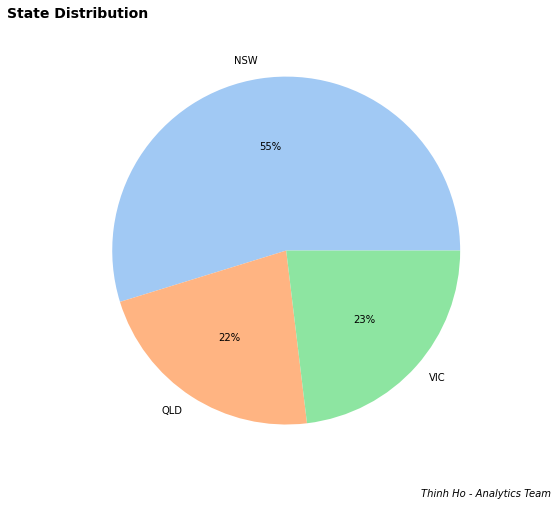 State Distribution
NSW
55%
23%
22%
VIC
QLD
Thinh Ho - Analytics Team